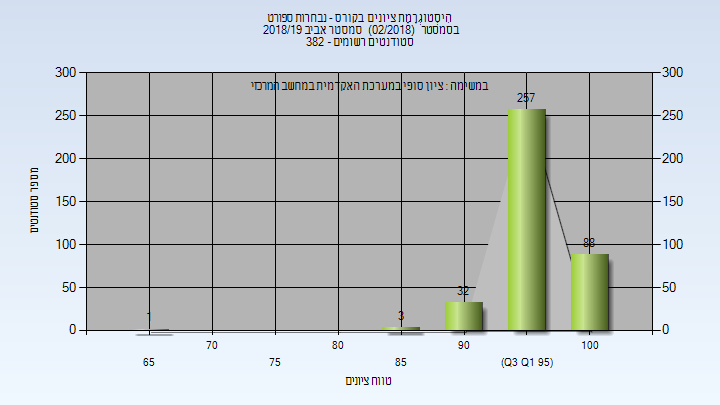 היסטוגרמת ציונים בקורס - נבחרות ספורט
בסמסטר (02/2018) סמסטר אביב 2018/19
סטודנטים רשומים - 382
במשימה : ציון סופי במערכת האקדמית במחשב המרכזי
300 300
250 250
200 200
150 150
100 100
50 50
0 0
1 3 32 257 88
מספר סטודנטים
65 70 75 80 85 90 (Q3 Q1 95) 100
טווח ציונים